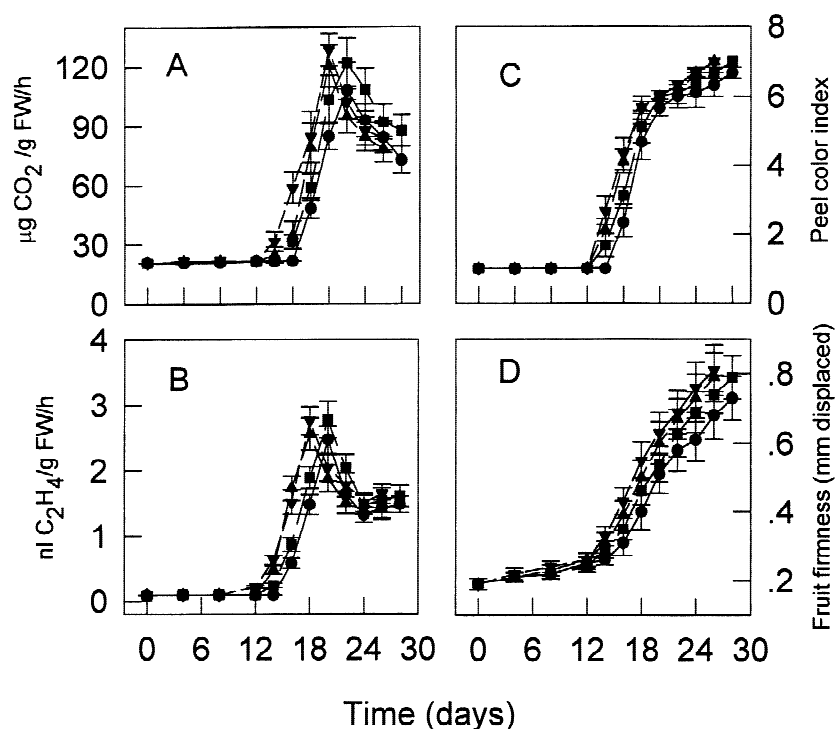 A
µg CO2 /g FW/h
120
90
60
30
0
C
Peel color index
8
6
4
2
0
B
nl C2H4/g FW/h
4
3
2
1
0
D
Fruit firmness (mm displaced)
.8
.6
.4
.2
0 6 12 18 24 30
0 6 12 18 24 30
Time (days)